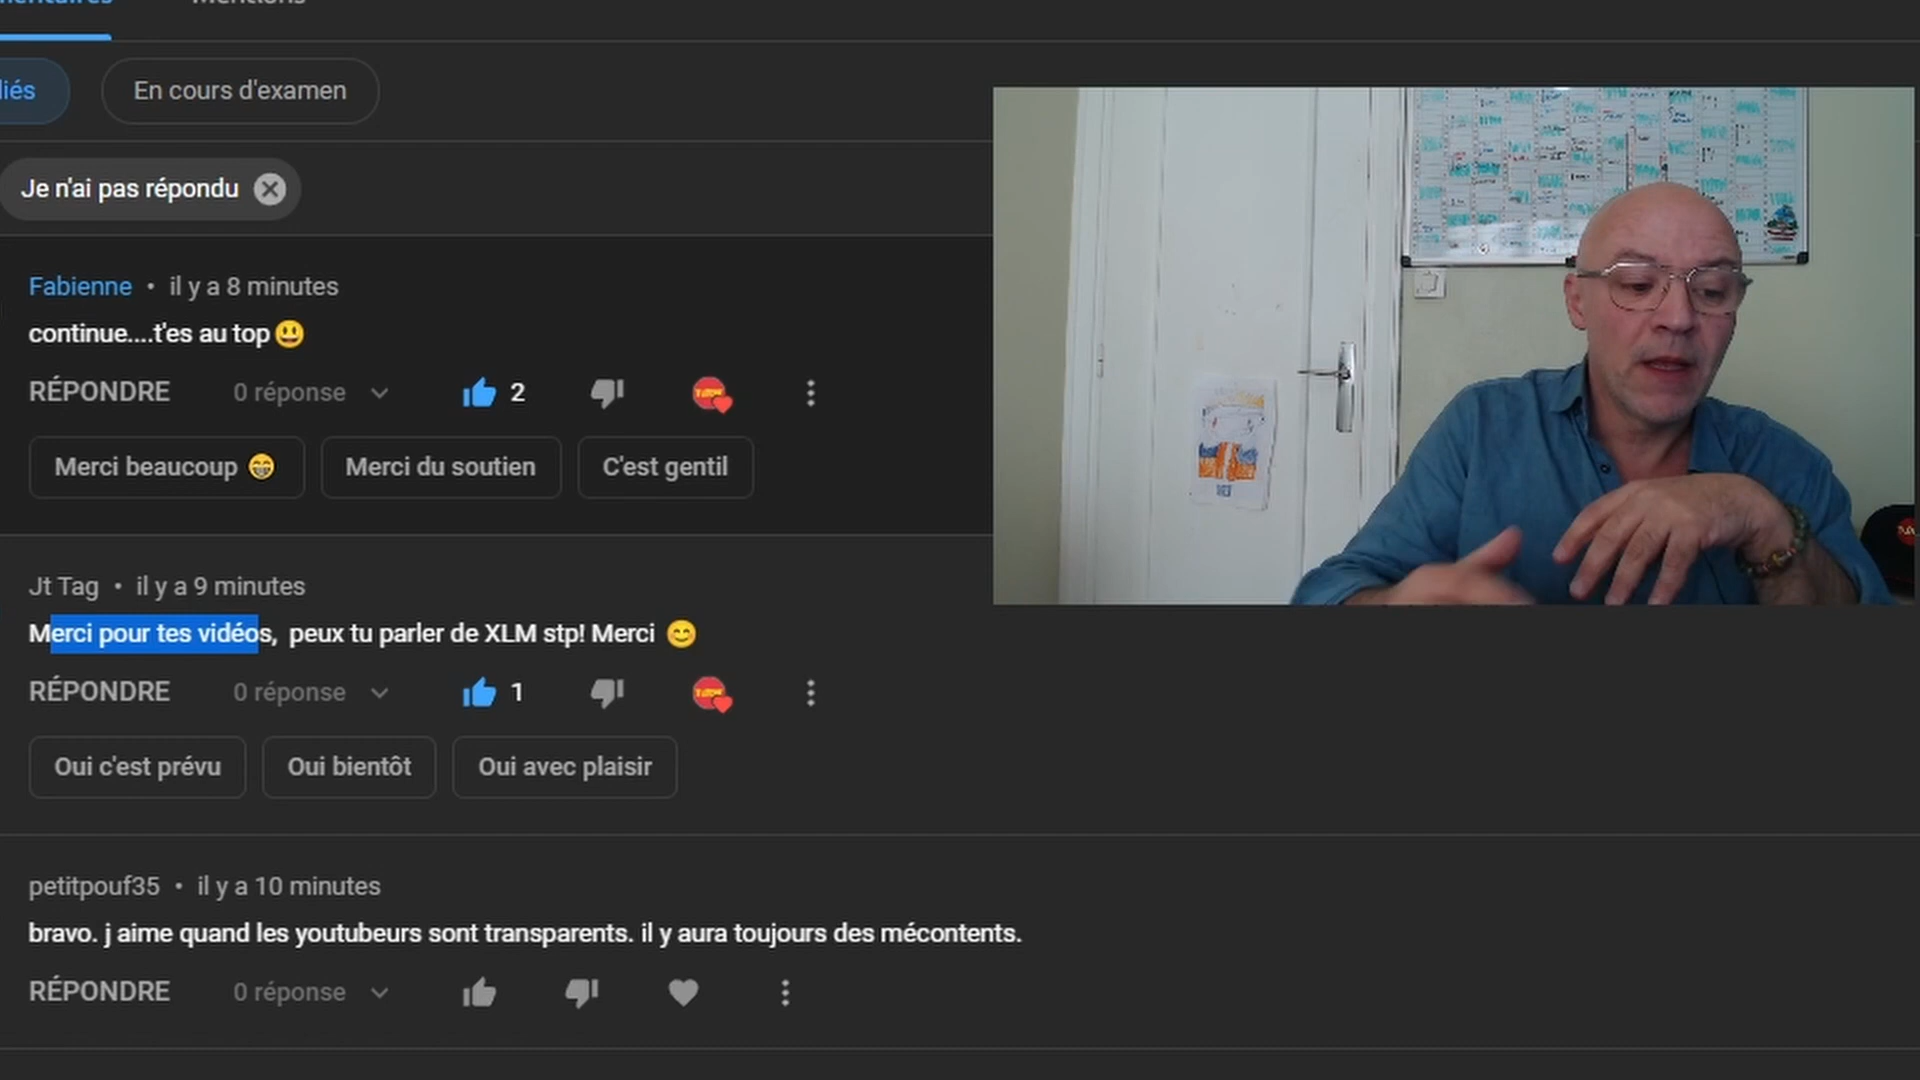 Mentions
liés
En cours d'examen
Je n'ai pas répondu
Fabienne • il y a 8 minutes
continue....t'es au top😃
RÉPONDRE 0 réponse 2
Merci beaucoup 😁 Merci du soutien C'est gentil
Jt Tag • il y a 9 minutes
Merci pour tes vidéos, peux tu parler de XLM stp! Merci 😊
RÉPONDRE 0 réponse 1
Oui c'est prévu Oui bientôt Oui avec plaisir
petitpouf35 • il y a 10 minutes
bravo. j aime quand les youtubeurs sont transparents. il y aura toujours des mécontents.
RÉPONDRE 0 réponse